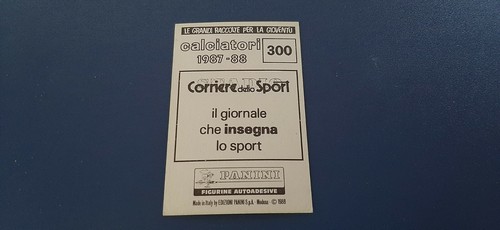 LE GRANDI RACCOLTE PER LA GIOVENTÙ
calciatori
1987-88
300
STADIO
Corriere dello Sport
il giornale
che insegna
lo sport
PANINI
FIGURINE AUTOADESIVE
Made in Italy by EDIZIONI PANINI S.p.A. - Modena - (C) 1988